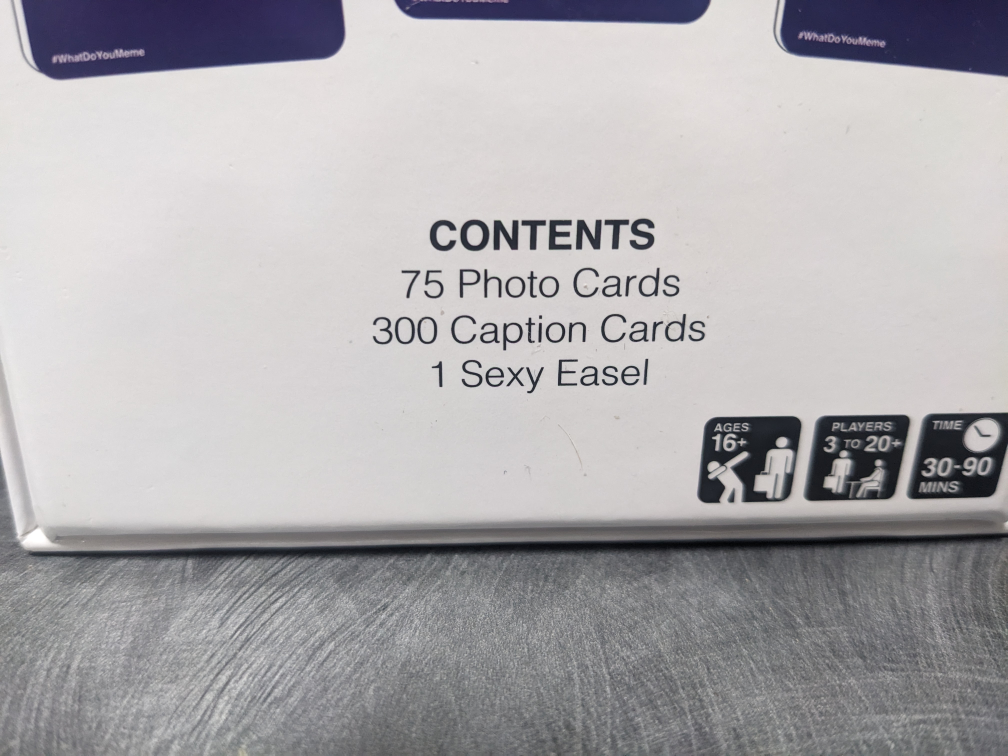 #WhatDoYouMeme
#WhatDoYouMeme
#WhatDoYouMeme
CONTENTS
75 Photo Cards
300 Caption Cards
1 Sexy Easel
AGES
16+
PLAYERS
3 TO 20+
TIME
30-90
MINS